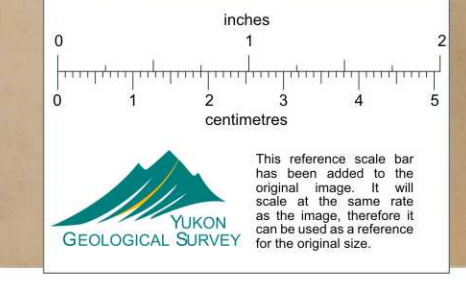 inches
0 1 2
0 1 2 3 4 5
centimetres
This reference scale bar
has been added to the
original image. It will
scale at the same rate
as the image, therefore it
can be used as a reference
for the original size.
YUKON
GEOLOGICAL SURVEY